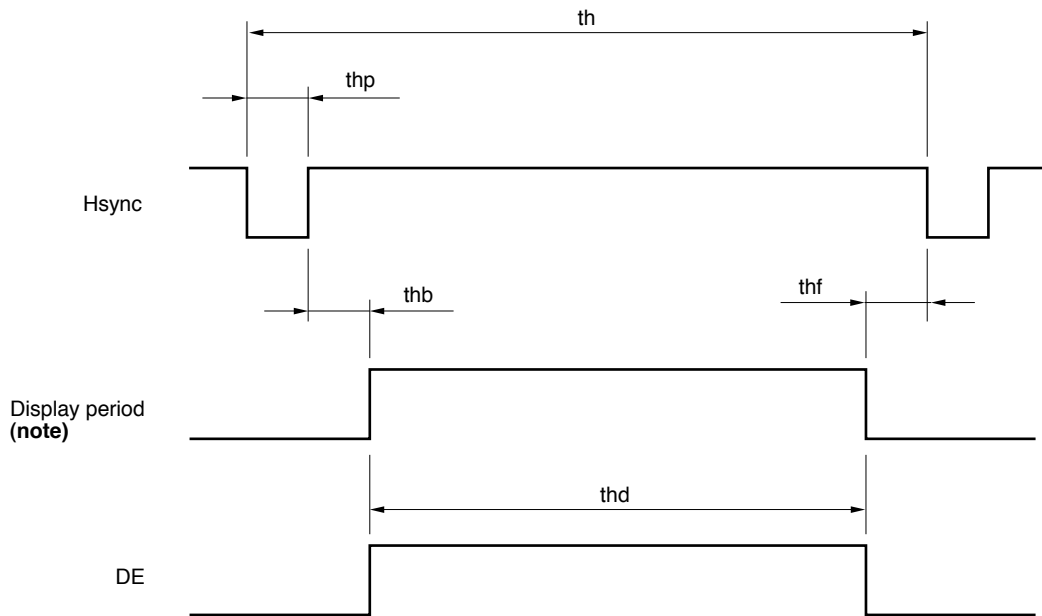 th
thp
Hsync
thb
thf
Display period
(note)
thd
DE